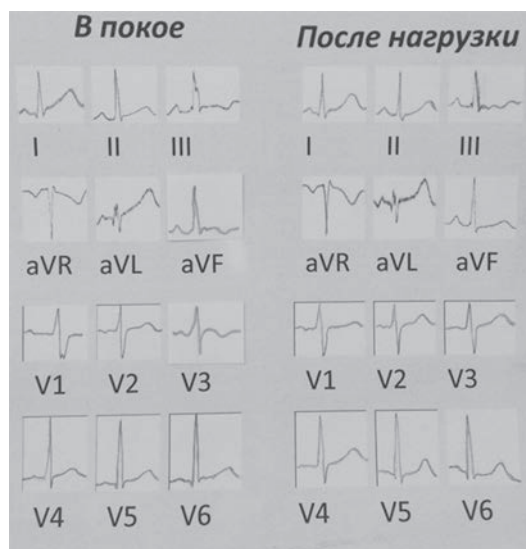 В покое
После нагрузки
I II III
I II III
aVR aVL aVF
aVR aVL aVF
V1 V2 V3
V1 V2 V3
V4 V5 V6
V4 V5 V6